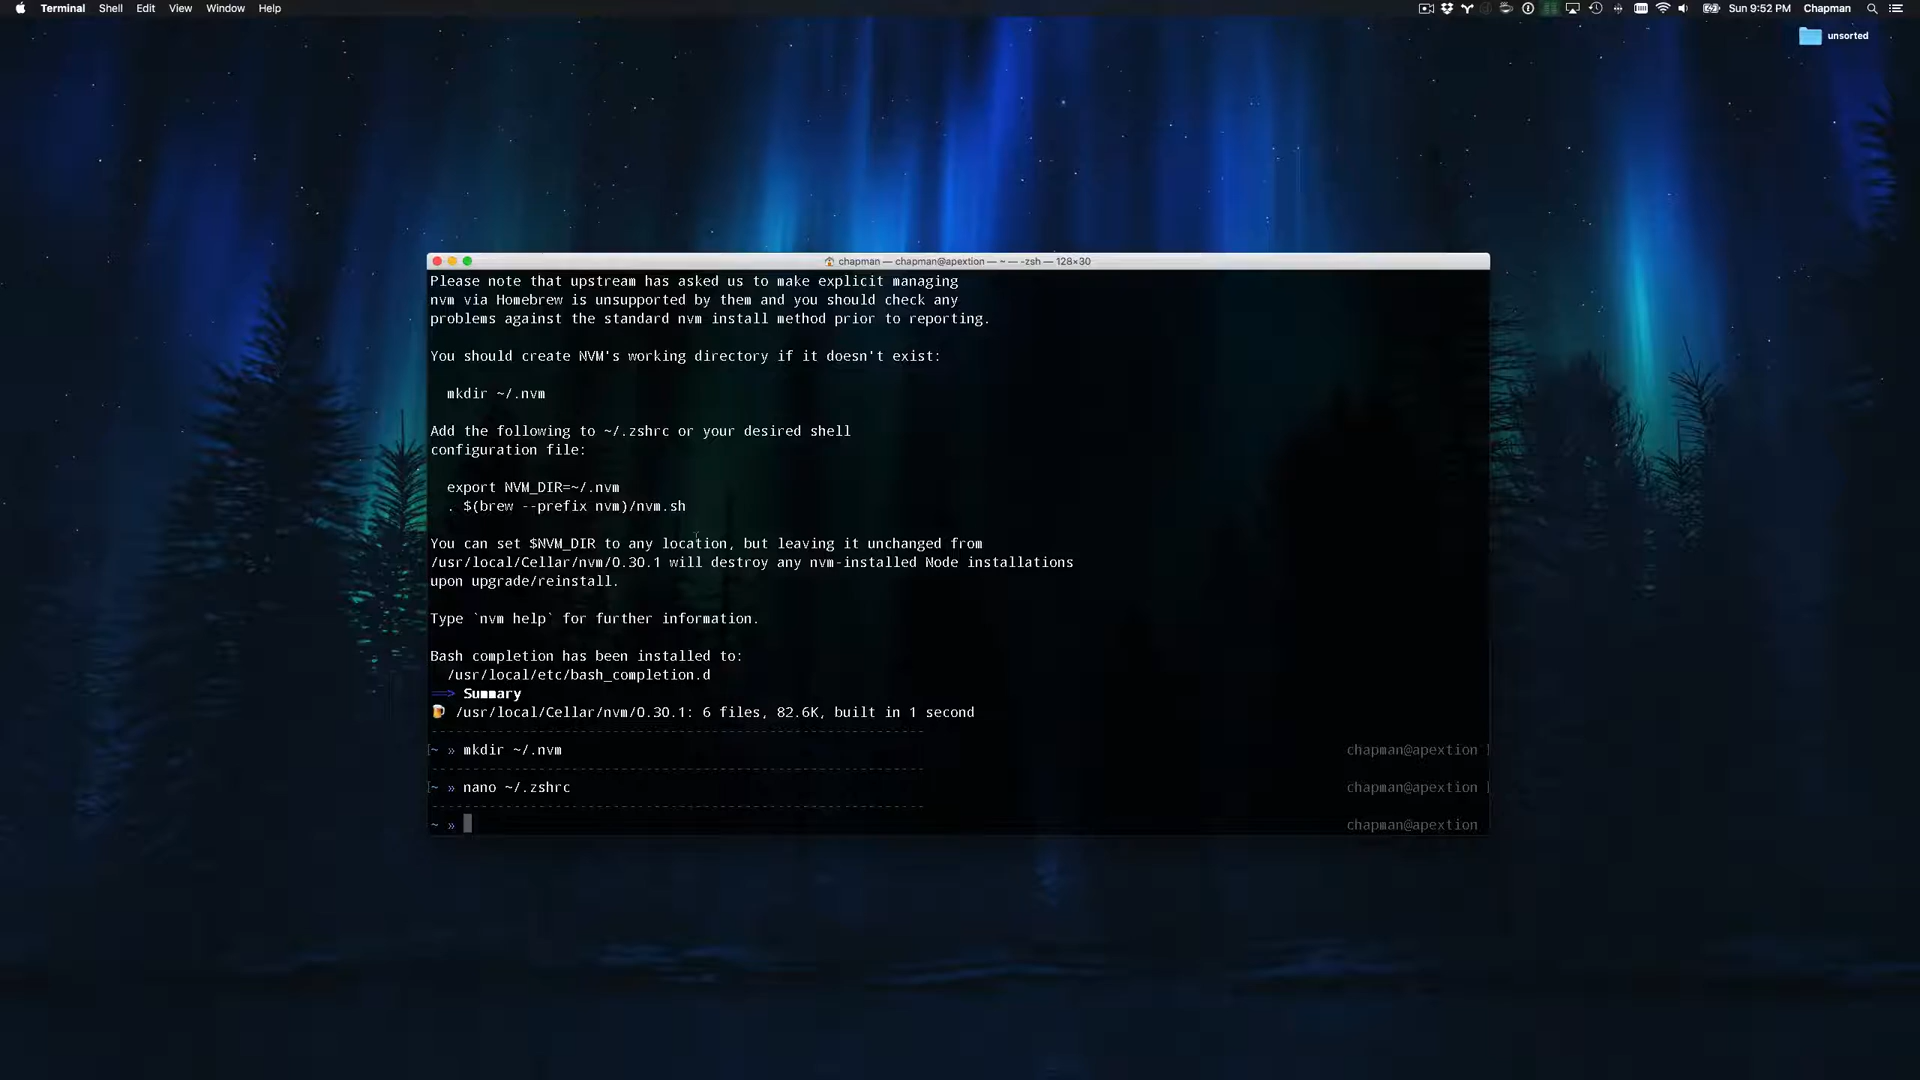 Terminal Shell Edit View Window Help Sun 9:52 PM Chapman
unsorted
chapman — chapman@apextion — ~ — -zsh — 128×30
Please note that upstream has asked us to make explicit managing
nvm via Homebrew is unsupported by them and you should check any
problems against the standard nvm install method prior to reporting.
You should create NVM's working directory if it doesn't exist:
mkdir ~/.nvm
Add the following to ~/.zshrc or your desired shell
configuration file:
export NVM_DIR=~/.nvm
. $(brew --prefix nvm)/nvm.sh
You can set $NVM_DIR to any location, but leaving it unchanged from
/usr/local/Cellar/nvm/0.30.1 will destroy any nvm-installed Node installations
upon upgrade/reinstall.
Type `nvm help` for further information.
Bash completion has been installed to:
/usr/local/etc/bash_completion.d
==> Summary
🍺 /usr/local/Cellar/nvm/0.30.1: 6 files, 82.6K, built in 1 second
[~ » mkdir ~/.nvm chapman@apextion ]
[~ » nano ~/.zshrc chapman@apextion ]
~ » chapman@apextion